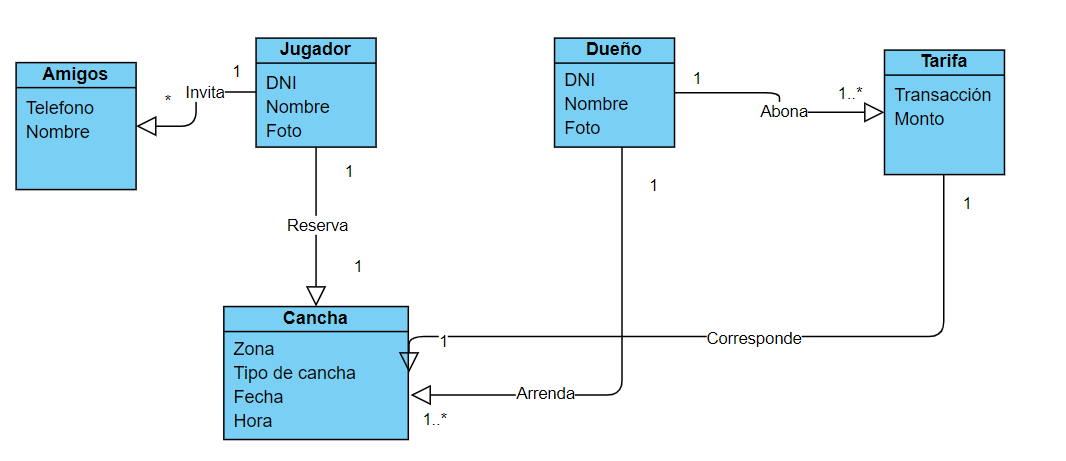 Amigos
Telefono
Nombre
*
Invita
1
Jugador
DNI
Nombre
Foto
1
Reserva
1
Dueño
DNI
Nombre
Foto
1
Abona
1..*
1
Tarifa
Transacción
Monto
1
Corresponde
1
Cancha
Zona
Tipo de cancha
Fecha
Hora
Arrenda
1..*